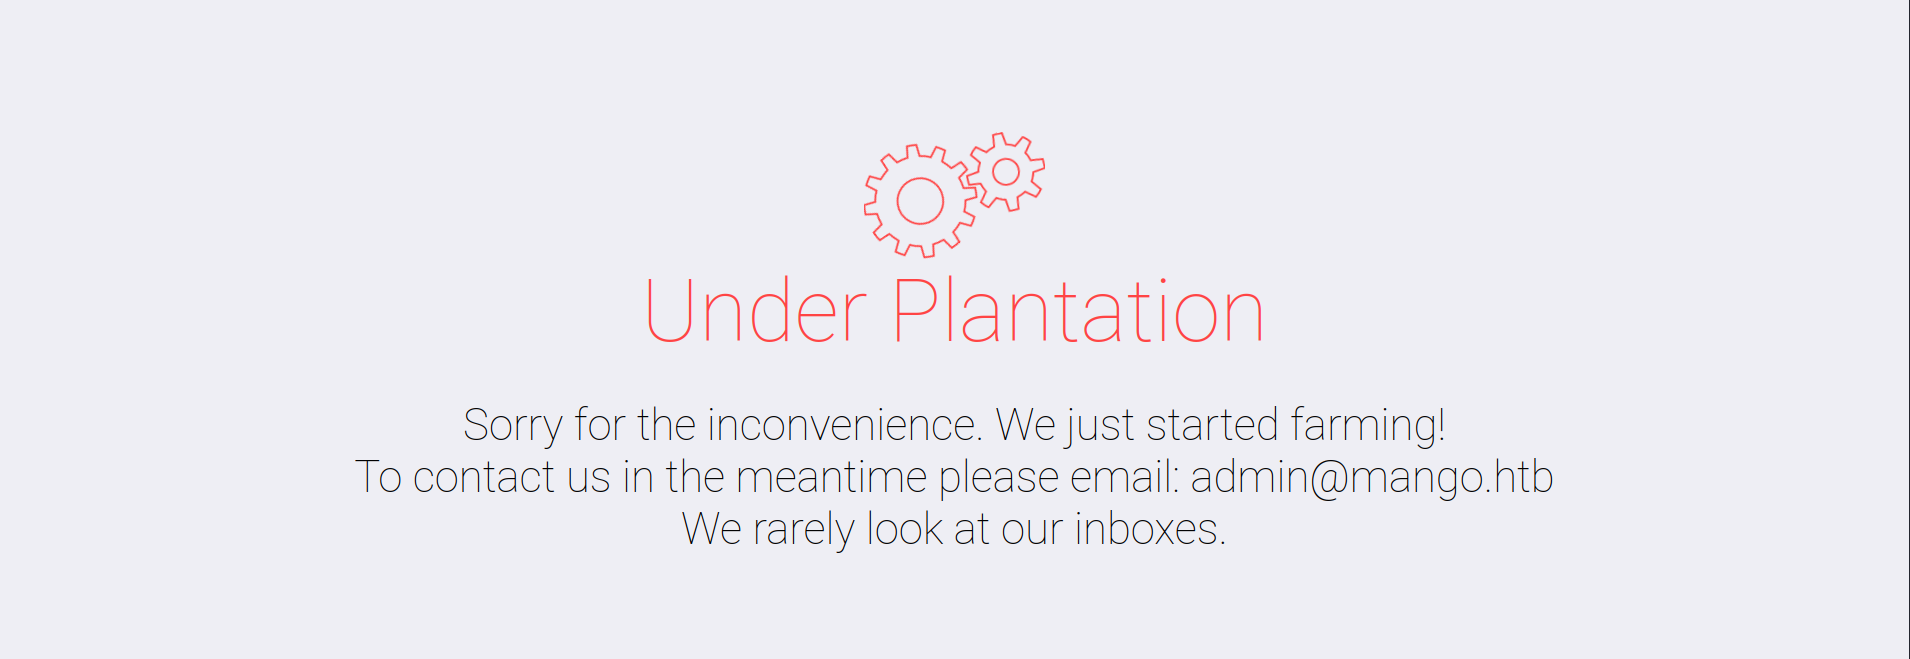 Under Plantation
Sorry for the inconvenience. We just started farming!
To contact us in the meantime please email: admin@mango.htb
We rarely look at our inboxes.